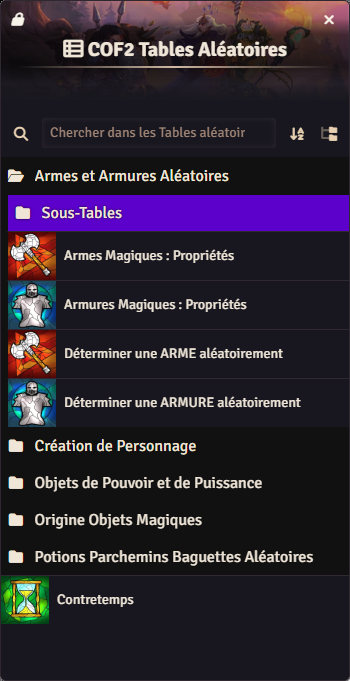 COF2 Tables Aléatoires
Chercher dans les Tables aléatoir
Armes et Armures Aléatoires
Sous-Tables
Armes Magiques : Propriétés
Armures Magiques : Propriétés
Déterminer une ARME aléatoirement
Déterminer une ARMURE aléatoirement
Création de Personnage
Objets de Pouvoir et de Puissance
Origine Objets Magiques
Potions Parchemins Baguettes Aléatoires
Contretemps